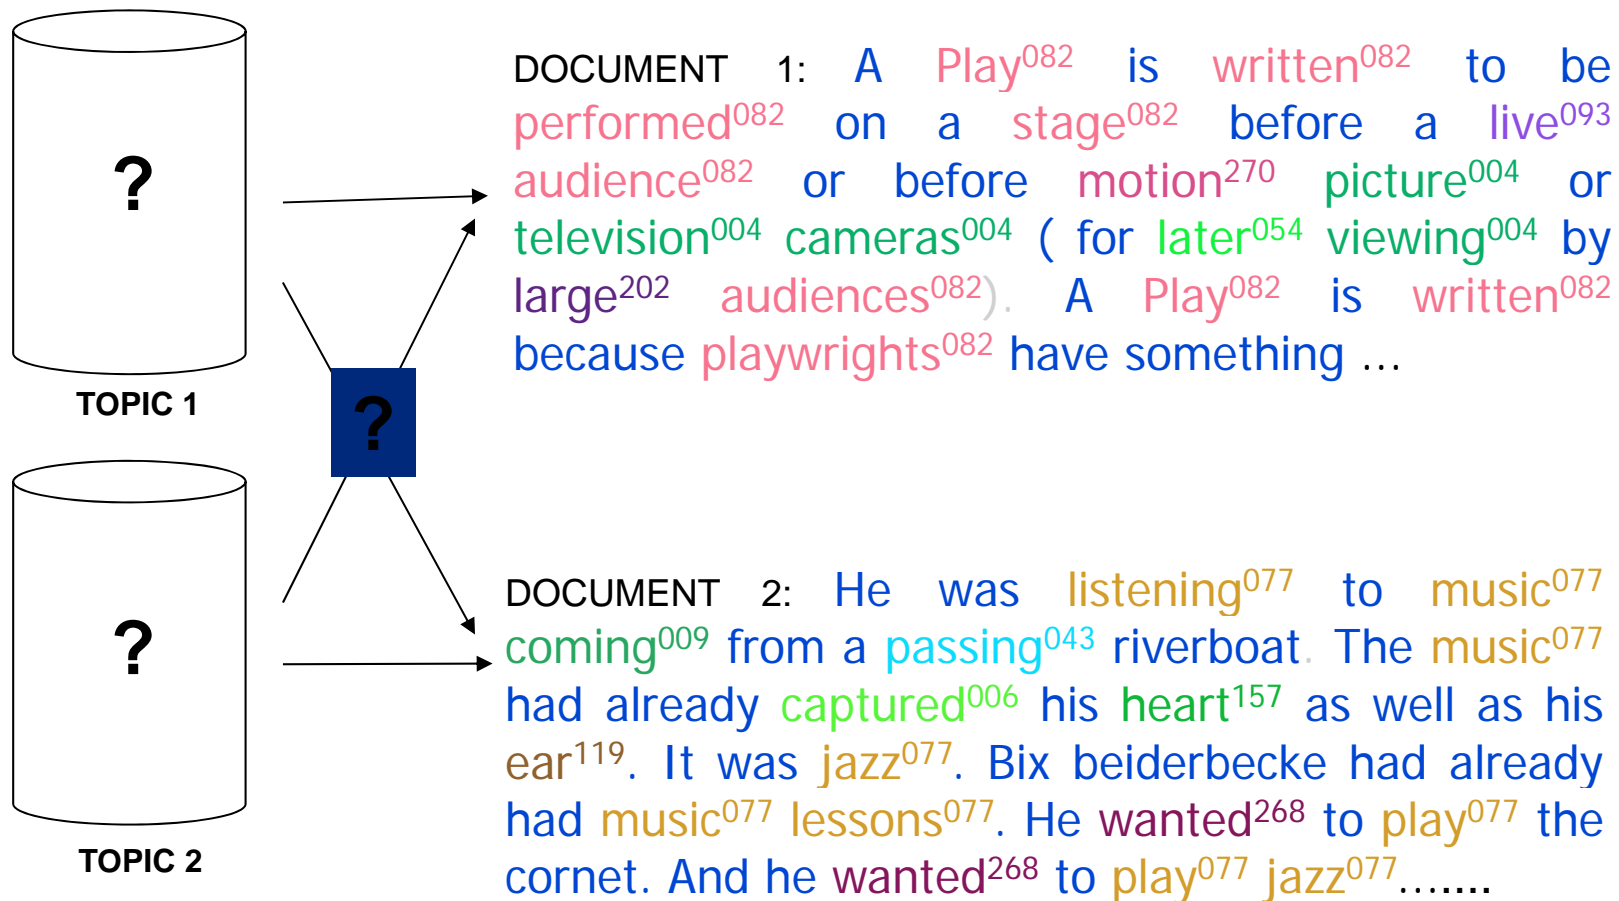 ?
TOPIC 1
?
TOPIC 2
?
DOCUMENT 1: A Play082 is written082 to be
performed082 on a stage082 before a live093
audience082 or before motion270 picture004 or
television004 cameras004 ( for later054 viewing004 by
large202 audiences082). A Play082 is written082
because playwrights082 have something ...
DOCUMENT 2: He was listening077 to music077
coming009 from a passing043 riverboat. The music077
had already captured006 his heart157 as well as his
ear119. It was jazz077. Bix beiderbecke had already
had music077 lessons077. He wanted268 to play077 the
cornet. And he wanted268 to play077 jazz077…....